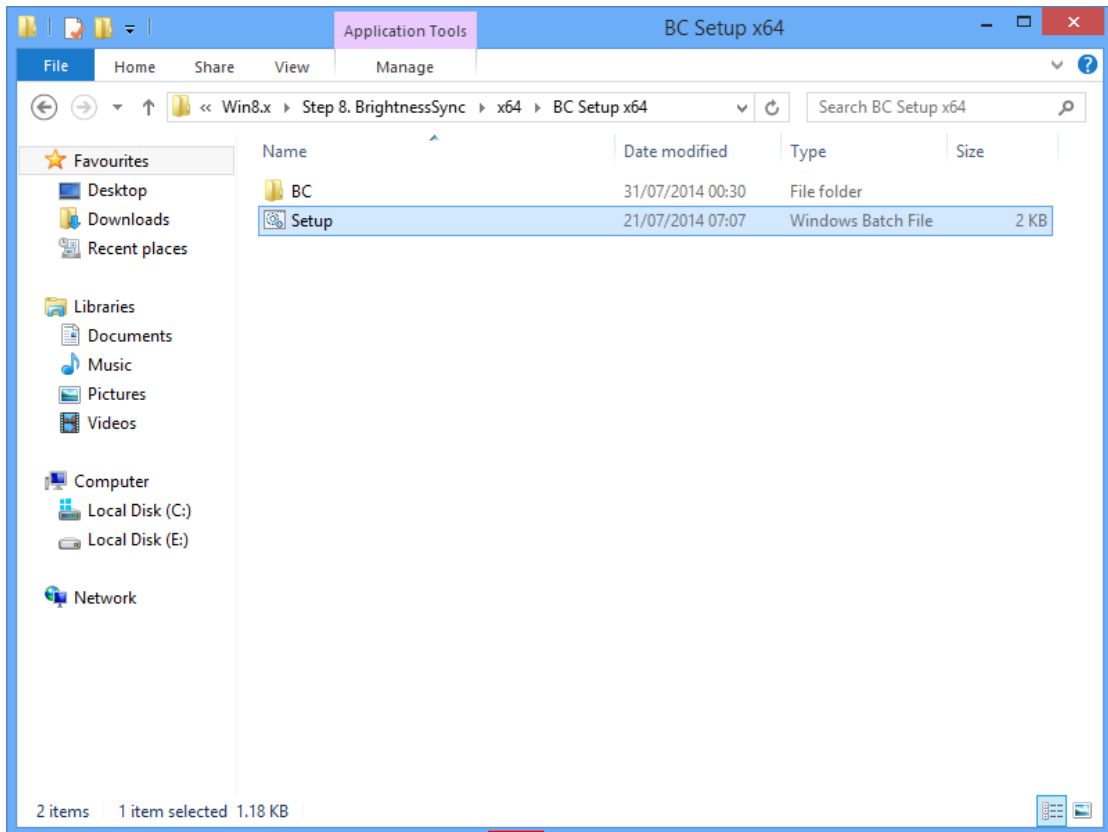 Application Tools
BC Setup x64
File Home Share View Manage
« Win8.x Step 8. BrightnessSync x64 BC Setup x64
Search BC Setup x64
Name Date modified Type Size
BC 31/07/2014 00:30 File folder
Setup 21/07/2014 07:07 Windows Batch File 2 KB
Favourites
Desktop
Downloads
Recent places
Libraries
Documents
Music
Pictures
Videos
Computer
Local Disk (C:)
Local Disk (E:)
Network
2 items 1 item selected 1.18 KB